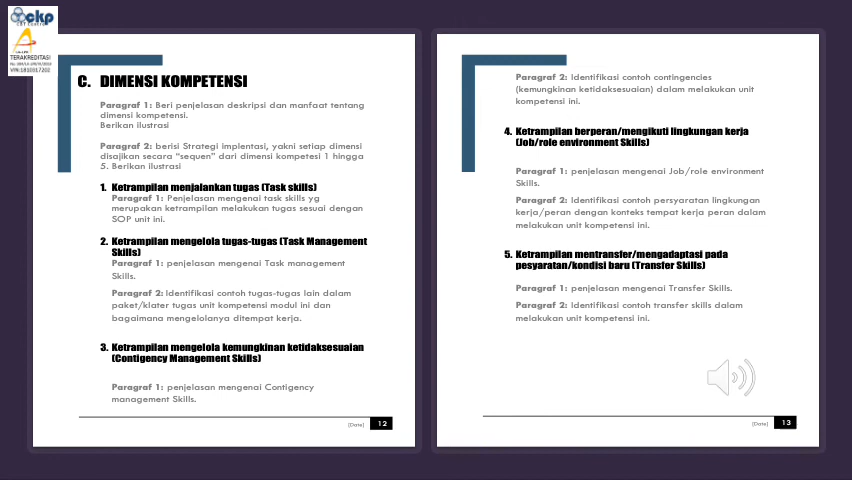 ckp
TERAKREDITASI
C. DIMENSI KOMPETENSI
Paragraf 1: Beri penjelasan deskripsi dan manfaat tentang
dimensi kompetensi.
Berikan ilustrasi
Paragraf 2: berisi Strategi implentasi, yakni setiap dimensi
disajikan secara “sequen” dari dimensi kompetesi 1 hingga
5. Berikan ilustrasi
1. Ketrampilan menjalankan tugas (Task skills)
Paragraf 1: Penjelasan mengenai task skills yg
merupakan ketrampilan melakukan tugas sesuai dengan
SOP unit ini.
2. Ketrampilan mengelola tugas-tugas (Task Management
Skills)
Paragraf 1: penjelasan mengenai Task management
Skills.
Paragraf 2: Identifikasi contoh tugas-tugas lain dalam
paket/klater tugas unit kompetensi modul ini dan
bagaimana mengelolanya ditempat kerja.
3. Ketrampilan mengelola kemungkinan ketidaksesuaian
(Contigency Management Skills)
Paragraf 1: penjelasan mengenai Contigency
management Skills.
[Date] 12
Paragraf 2: Identifikasi contoh contingencies
(kemungkinan ketidaksesuaian) dalam melakukan unit
kompetensi ini.
4. Ketrampilan berperan/mengikuti lingkungan kerja
(Job/role environment Skills)
Paragraf 1: penjelasan mengenai Job/role environment
Skills.
Paragraf 2: Identifikasi contoh persyaratan lingkungan
kerja/peran dengan konteks tempat kerja peran dalam
melakukan unit kompetensi ini.
5. Ketrampilan mentransfer/mengadaptasi pada
pesyaratan/kondisi baru (Transfer Skills)
Paragraf 1: penjelasan mengenai Transfer Skills.
Paragraf 2: Identifikasi contoh transfer skills dalam
melakukan unit kompetensi ini.
[Date] 13